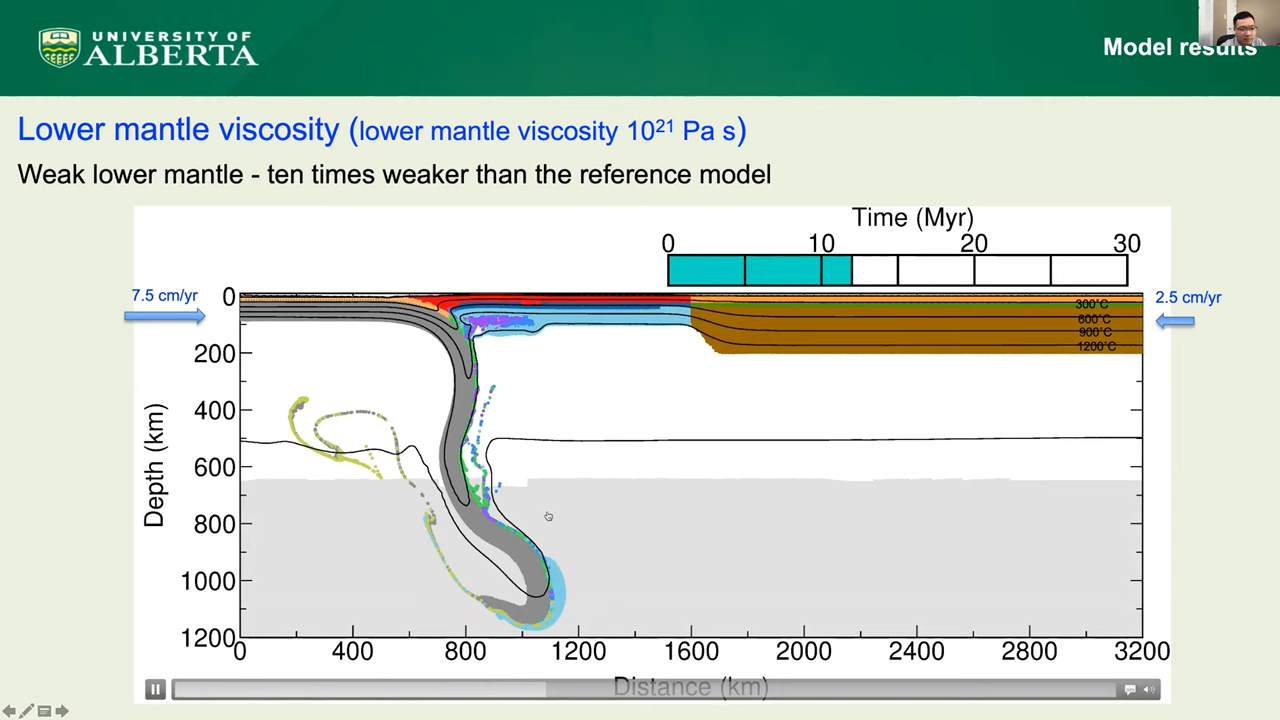 UNIVERSITY OF
ALBERTA
Model results
Lower mantle viscosity (lower mantle viscosity 10²¹ Pa s)
Weak lower mantle - ten times weaker than the reference model
Time (Myr)
0 10 20 30
7.5 cm/yr
2.5 cm/yr
0
200
400
600
800
1000
1200
Depth (km)
300°C
600°C
900°C
1200°C
0 400 800 1200 1600 2000 2400 2800 3200
Distance (km)